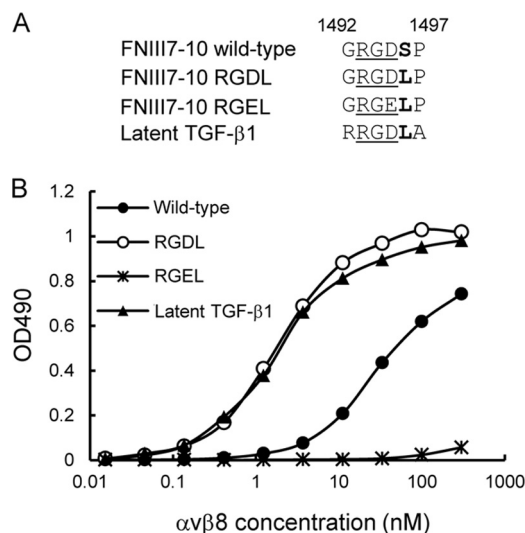 A
1492 1497
FNIII7-10 wild-type GRGDSP
FNIII7-10 RGDL GRGDLP
FNIII7-10 RGEL GRGELP
Latent TGF-β1 RRGDLA
B
1.2
1
0.8
0.6
0.4
0.2
0
OD490
Wild-type
RGDL
RGEL
Latent TGF-β1
0.01 0.1 1 10 100 1000
αvβ8 concentration (nM)